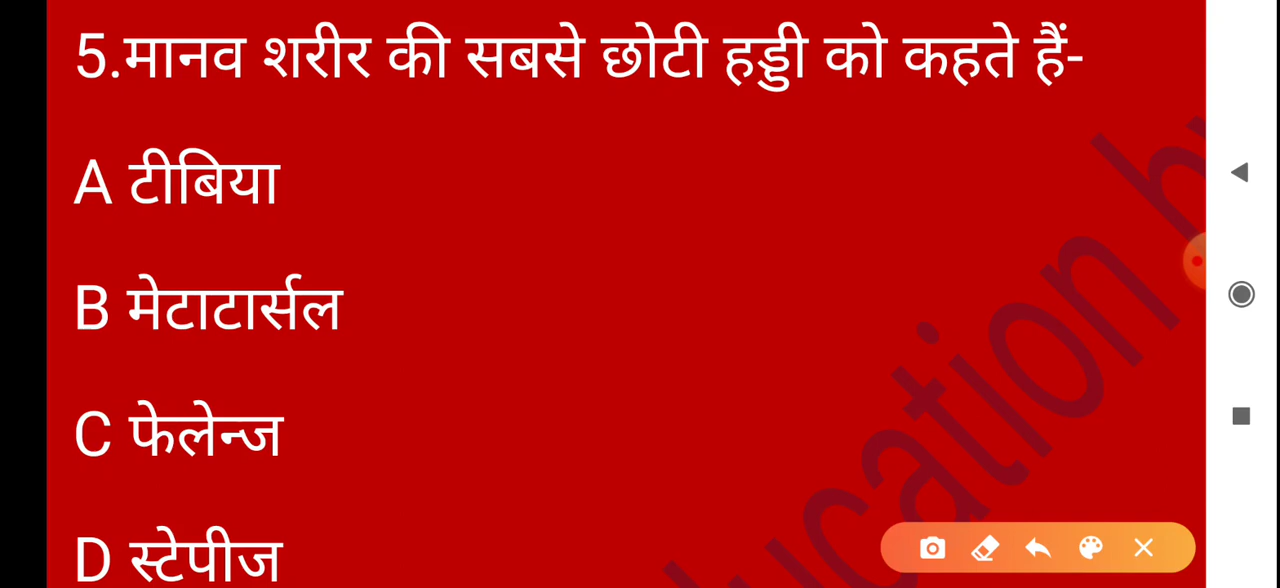 5.मानव शरीर की सबसे छोटी हड्डी को कहते हैं-
A टीबिया
B मेटाटार्सल
C फेलेन्ज
D स्टेपीज